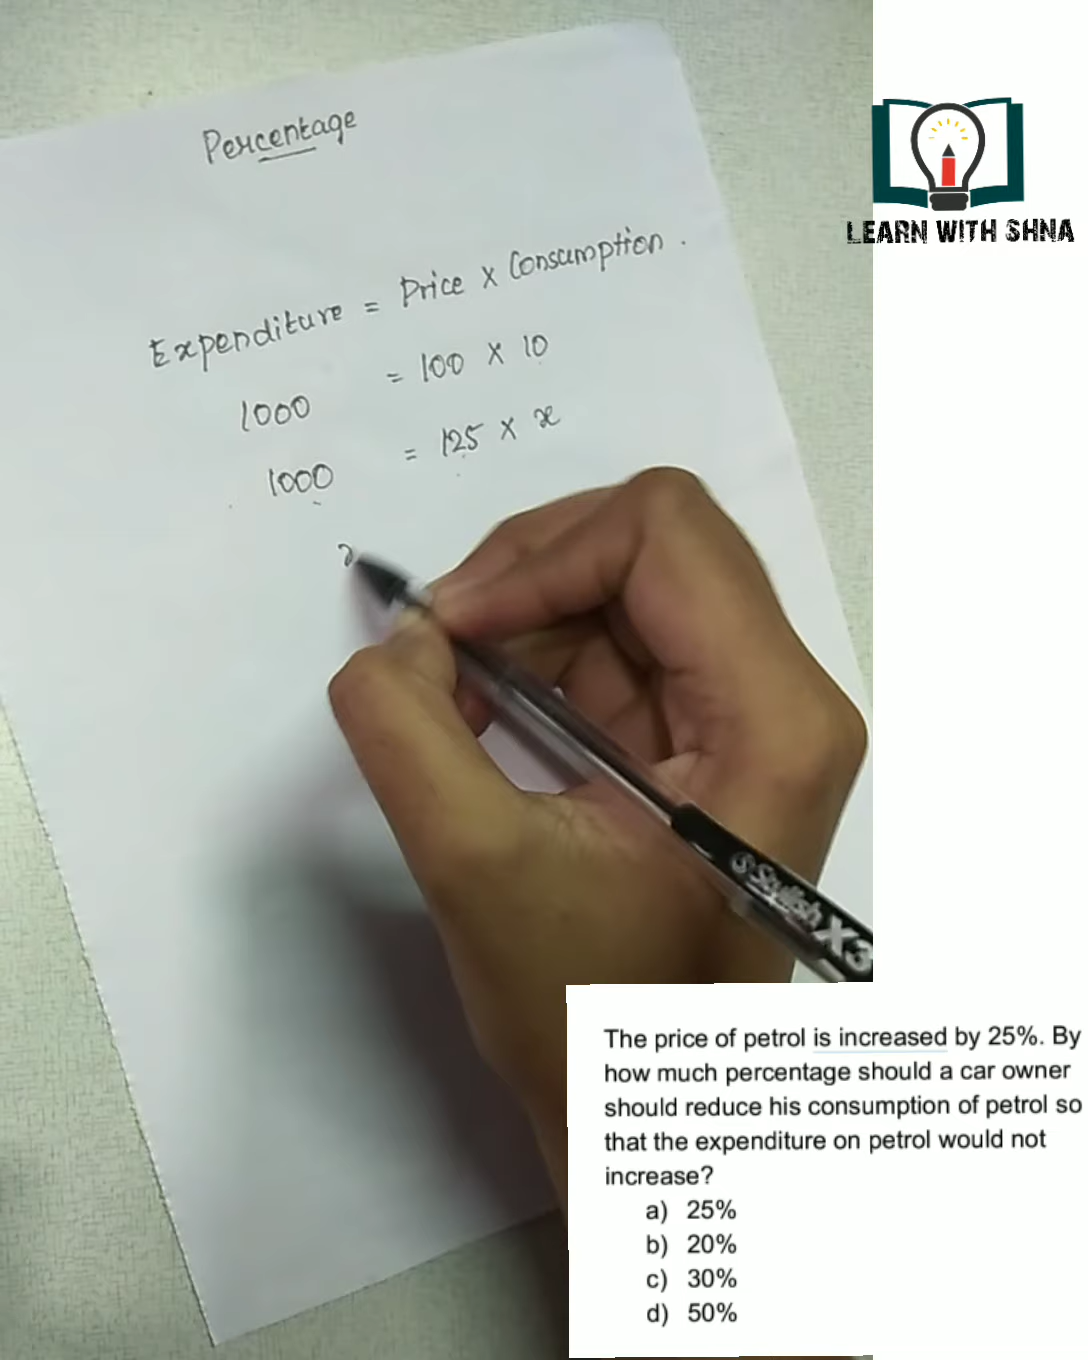 Percentage
LEARN WITH SHNA
Expenditure = Price × Consumption.
1000 = 100 × 10
1000 = 125 × x
Stylish X3
The price of petrol is increased by 25%. By
how much percentage should a car owner
should reduce his consumption of petrol so
that the expenditure on petrol would not
increase?
a) 25%
b) 20%
c) 30%
d) 50%